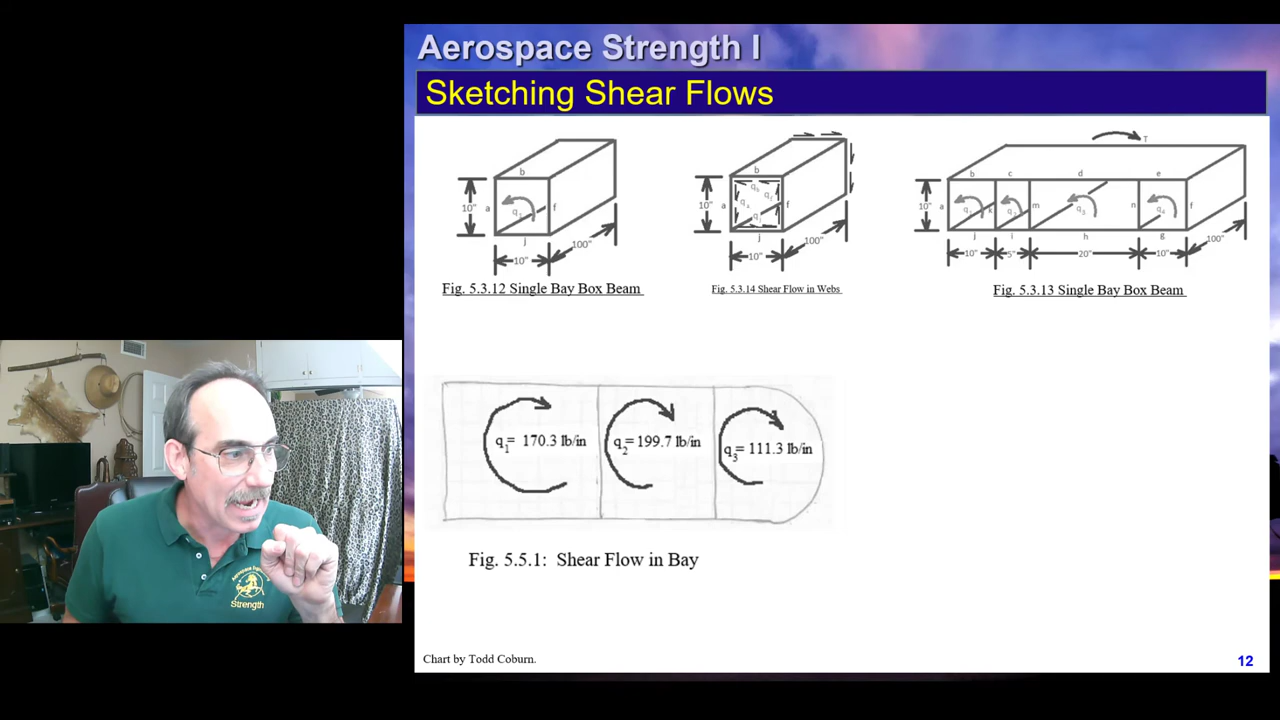 Aerospace Strength I
Sketching Shear Flows
b
10"
a
f
j
100"
10"
Fig. 5.3.12 Single Bay Box Beam
b
10"
a
f
j
100"
10"
Fig. 5.3.14 Shear Flow in Webs
T
b c d e
10"
a
m
n
f
j i h g
100"
10" 5" 20" 10"
Fig. 5.3.13 Single Bay Box Beam
q1= 170.3 lb/in
q2=199.7 lb/in
q3= 111.3 lb/in
Fig. 5.5.1: Shear Flow in Bay
Strength
Chart by Todd Coburn.
12